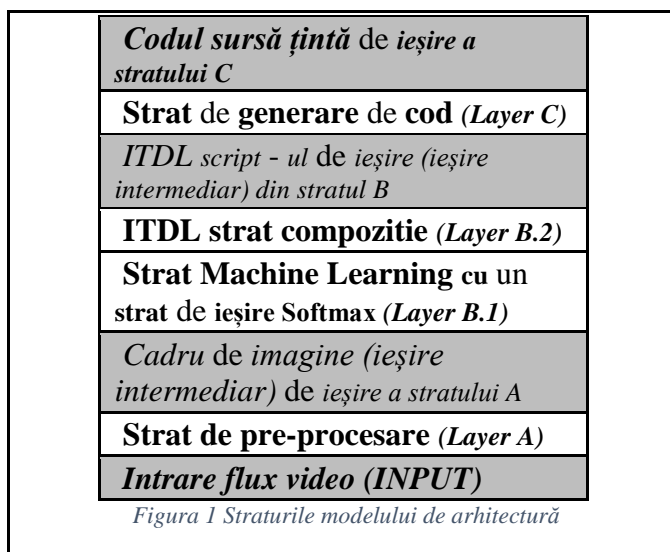 Codul sursă țintă de ieșire a
stratului C
Strat de generare de cod (Layer C)
ITDL script - ul de ieșire (ieșire
intermediar) din stratul B
ITDL strat compozitie (Layer B.2)
Strat Machine Learning cu un
strat de ieșire Softmax (Layer B.1)
Cadru de imagine (ieșire
intermediar) de ieșire a stratului A
Strat de pre-procesare (Layer A)
Intrare flux video (INPUT)
Figura 1 Straturile modelului de arhitectură